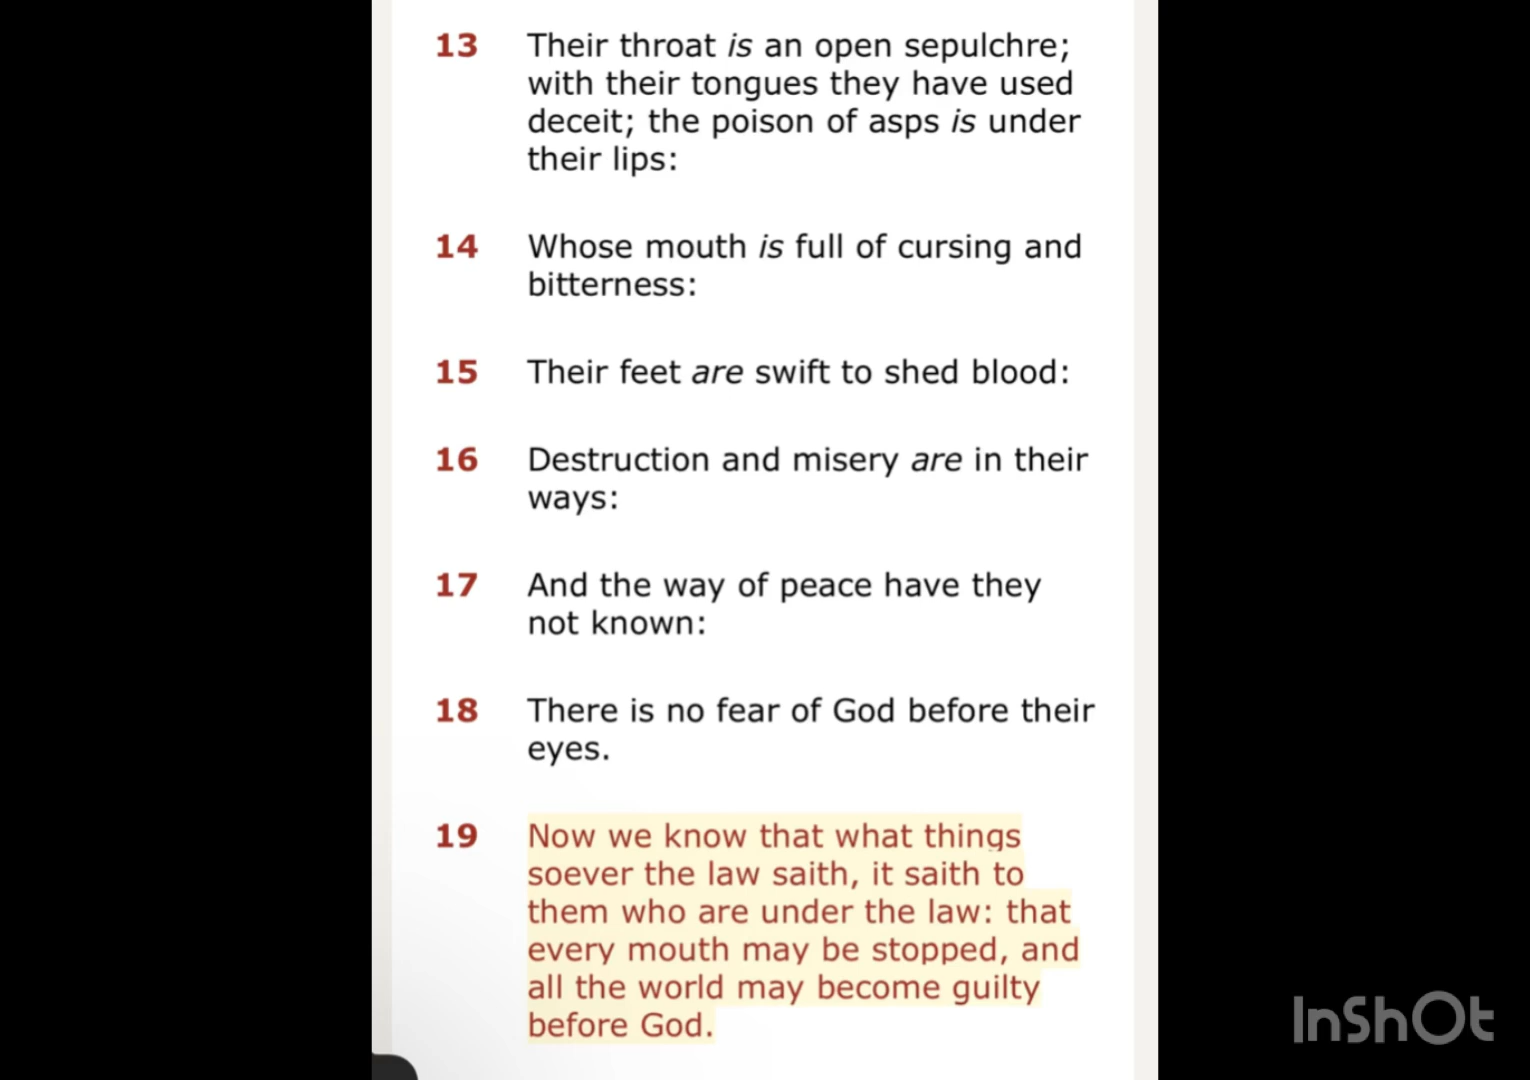 13 Their throat is an open sepulchre;
with their tongues they have used
deceit; the poison of asps is under
their lips:
14 Whose mouth is full of cursing and
bitterness:
15 Their feet are swift to shed blood:
16 Destruction and misery are in their
ways:
17 And the way of peace have they
not known:
18 There is no fear of God before their
eyes.
19 Now we know that what things
soever the law saith, it saith to
them who are under the law: that
every mouth may be stopped, and
all the world may become guilty
before God.
InShOt